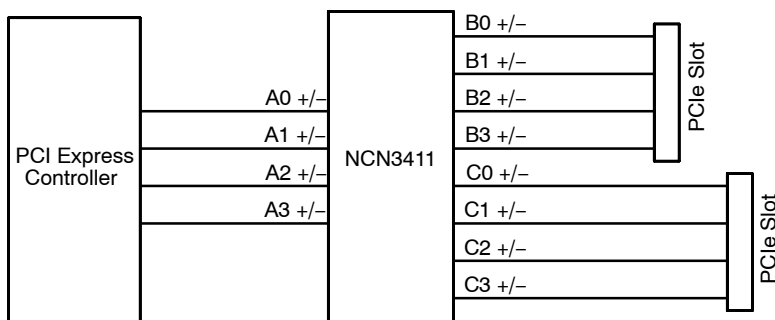 PCI Express
Controller
A0 +/−
A1 +/−
A2 +/−
A3 +/−
NCN3411
B0 +/−
B1 +/−
B2 +/−
B3 +/−
C0 +/−
C1 +/−
C2 +/−
C3 +/−
PCIe Slot
PCIe Slot